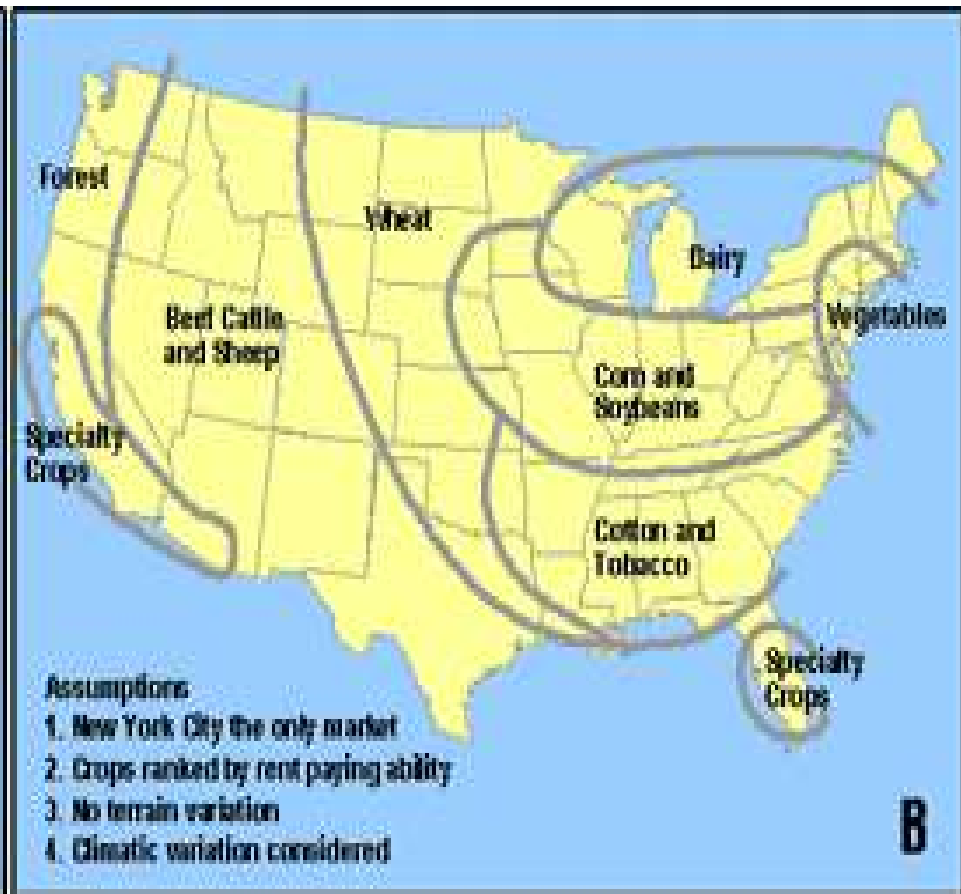 Forest
Wheat
Dairy
Beef Cattle
and Sheep
Vegetables
Corn and
Soybeans
Specialty
Crops
Cotton and
Tobacco
Specialty
Crops
Assumptions
1. New York City the only market
2. Crops ranked by rent paying ability
3. No terrain variation
4. Climatic variation considered
B